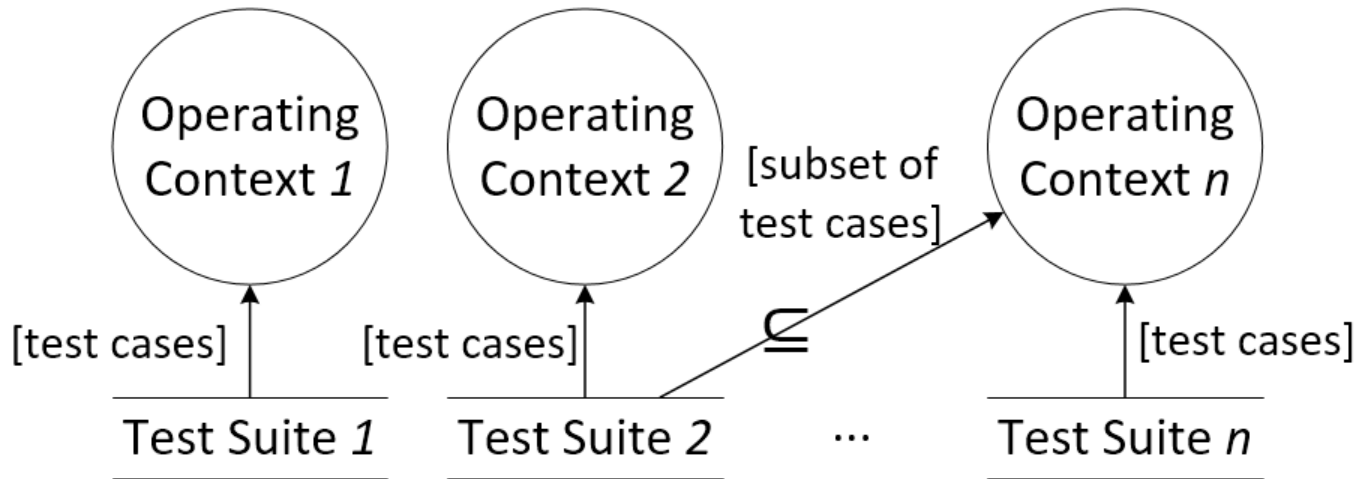 Operating
Context 1
Operating
Context 2
[subset of
test cases]
Operating
Context n
[test cases]
[test cases]
⊆
[test cases]
Test Suite 1
Test Suite 2
...
Test Suite n